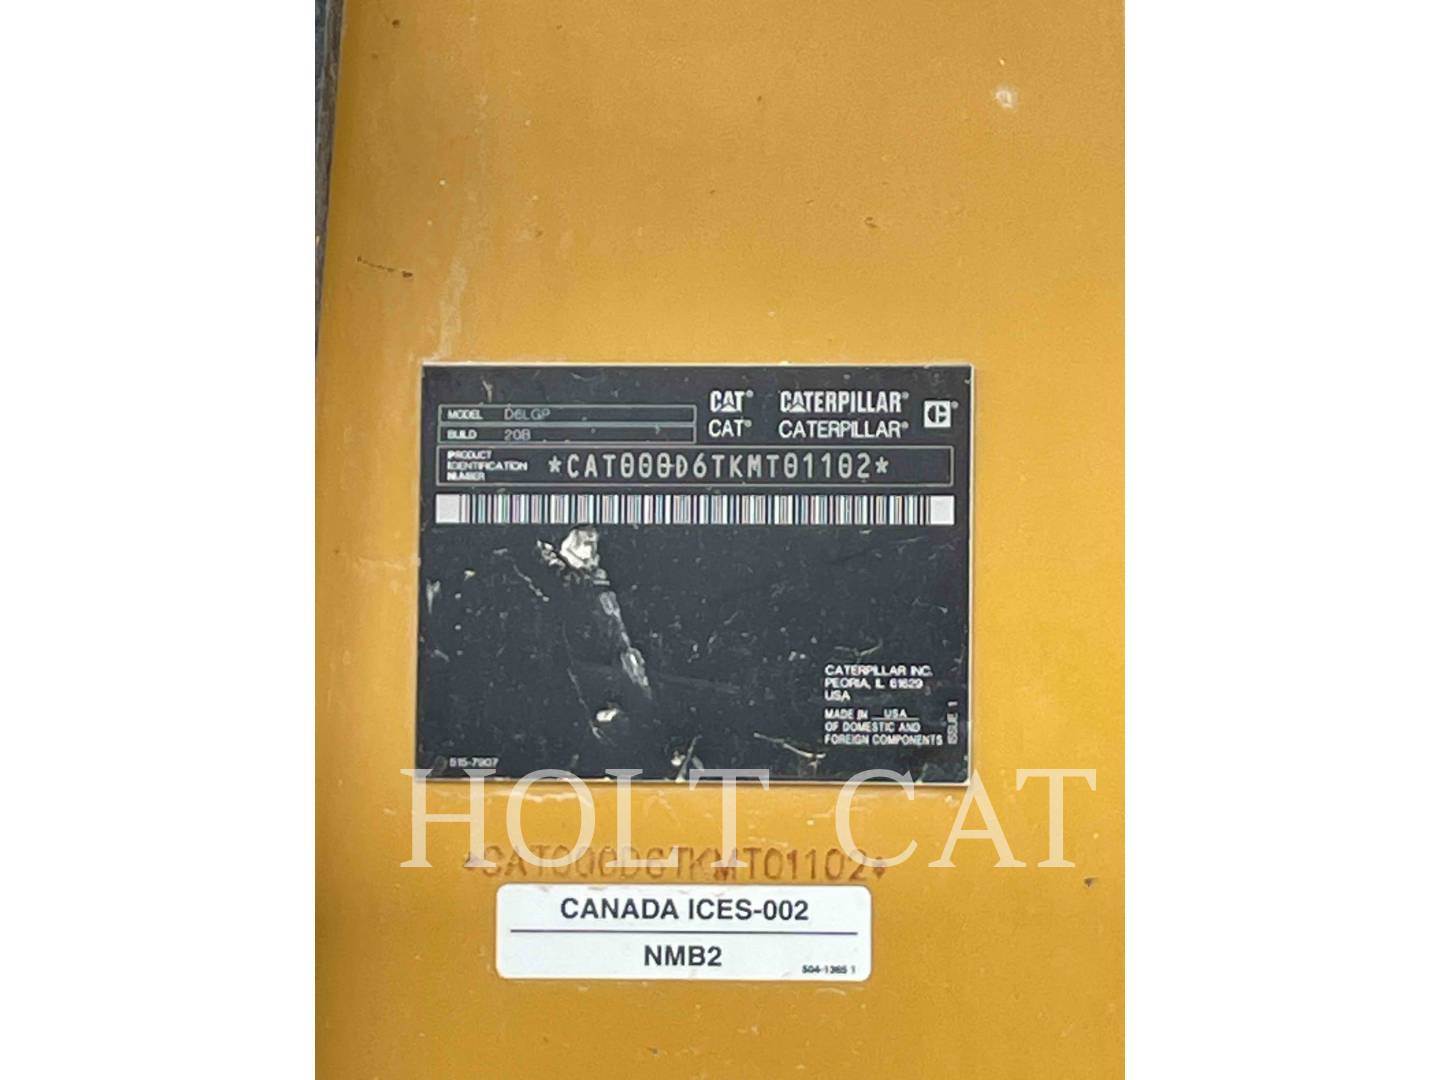 CAT® CATERPILLAR®
CAT® CATERPILLAR®
MODEL D6LGP
BUILD 20B
PRODUCT IDENTIFICATION NUMBER *CAT000D6TKMT01102*
CATERPILLAR INC.
PEORIA, IL 61629
USA
MADE IN USA
OF DOMESTIC AND
FOREIGN COMPONENTS
ISSUE 1
515-7907
HOLT CAT
*CAT000D6TKMT01102*
CANADA ICES-002
NMB2
504-1365 1